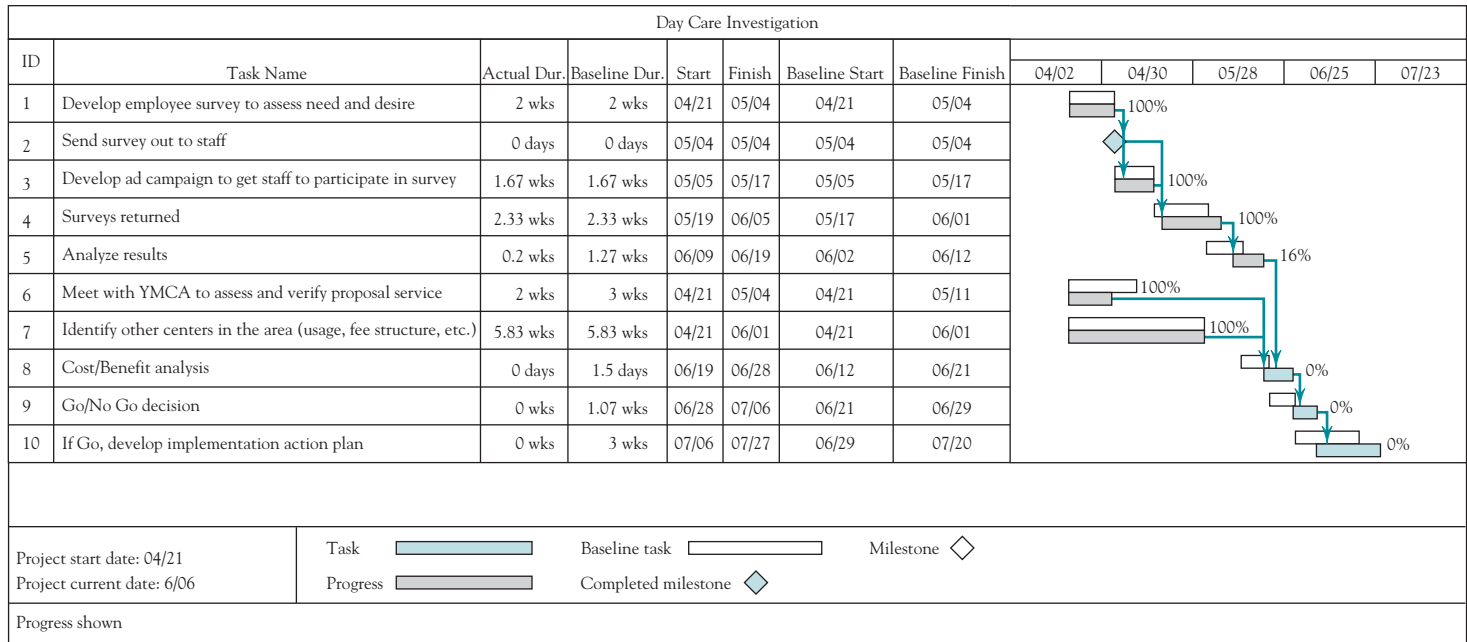 Day Care Investigation
ID Task Name Actual Dur. Baseline Dur. Start Finish Baseline Start Baseline Finish 04/02 04/30 05/28 06/25 07/23
1 Develop employee survey to assess need and desire 2 wks 2 wks 04/21 05/04 04/21 05/04 100%
2 Send survey out to staff 0 days 0 days 05/04 05/04 05/04 05/04
3 Develop ad campaign to get staff to participate in survey 1.67 wks 1.67 wks 05/05 05/17 05/05 05/17 100%
4 Surveys returned 2.33 wks 2.33 wks 05/19 06/05 05/17 06/01 100%
5 Analyze results 0.2 wks 1.27 wks 06/09 06/19 06/02 06/12 16%
6 Meet with YMCA to assess and verify proposal service 2 wks 3 wks 04/21 05/04 04/21 05/11 100%
7 Identify other centers in the area (usage, fee structure, etc.) 5.83 wks 5.83 wks 04/21 06/01 04/21 06/01 100%
8 Cost/Benefit analysis 0 days 1.5 days 06/19 06/28 06/12 06/21 0%
9 Go/No Go decision 0 wks 1.07 wks 06/28 07/06 06/21 06/29 0%
10 If Go, develop implementation action plan 0 wks 3 wks 07/06 07/27 06/29 07/20 0%
Project start date: 04/21
Project current date: 6/06
Task Baseline task Milestone
Progress Completed milestone
Progress shown